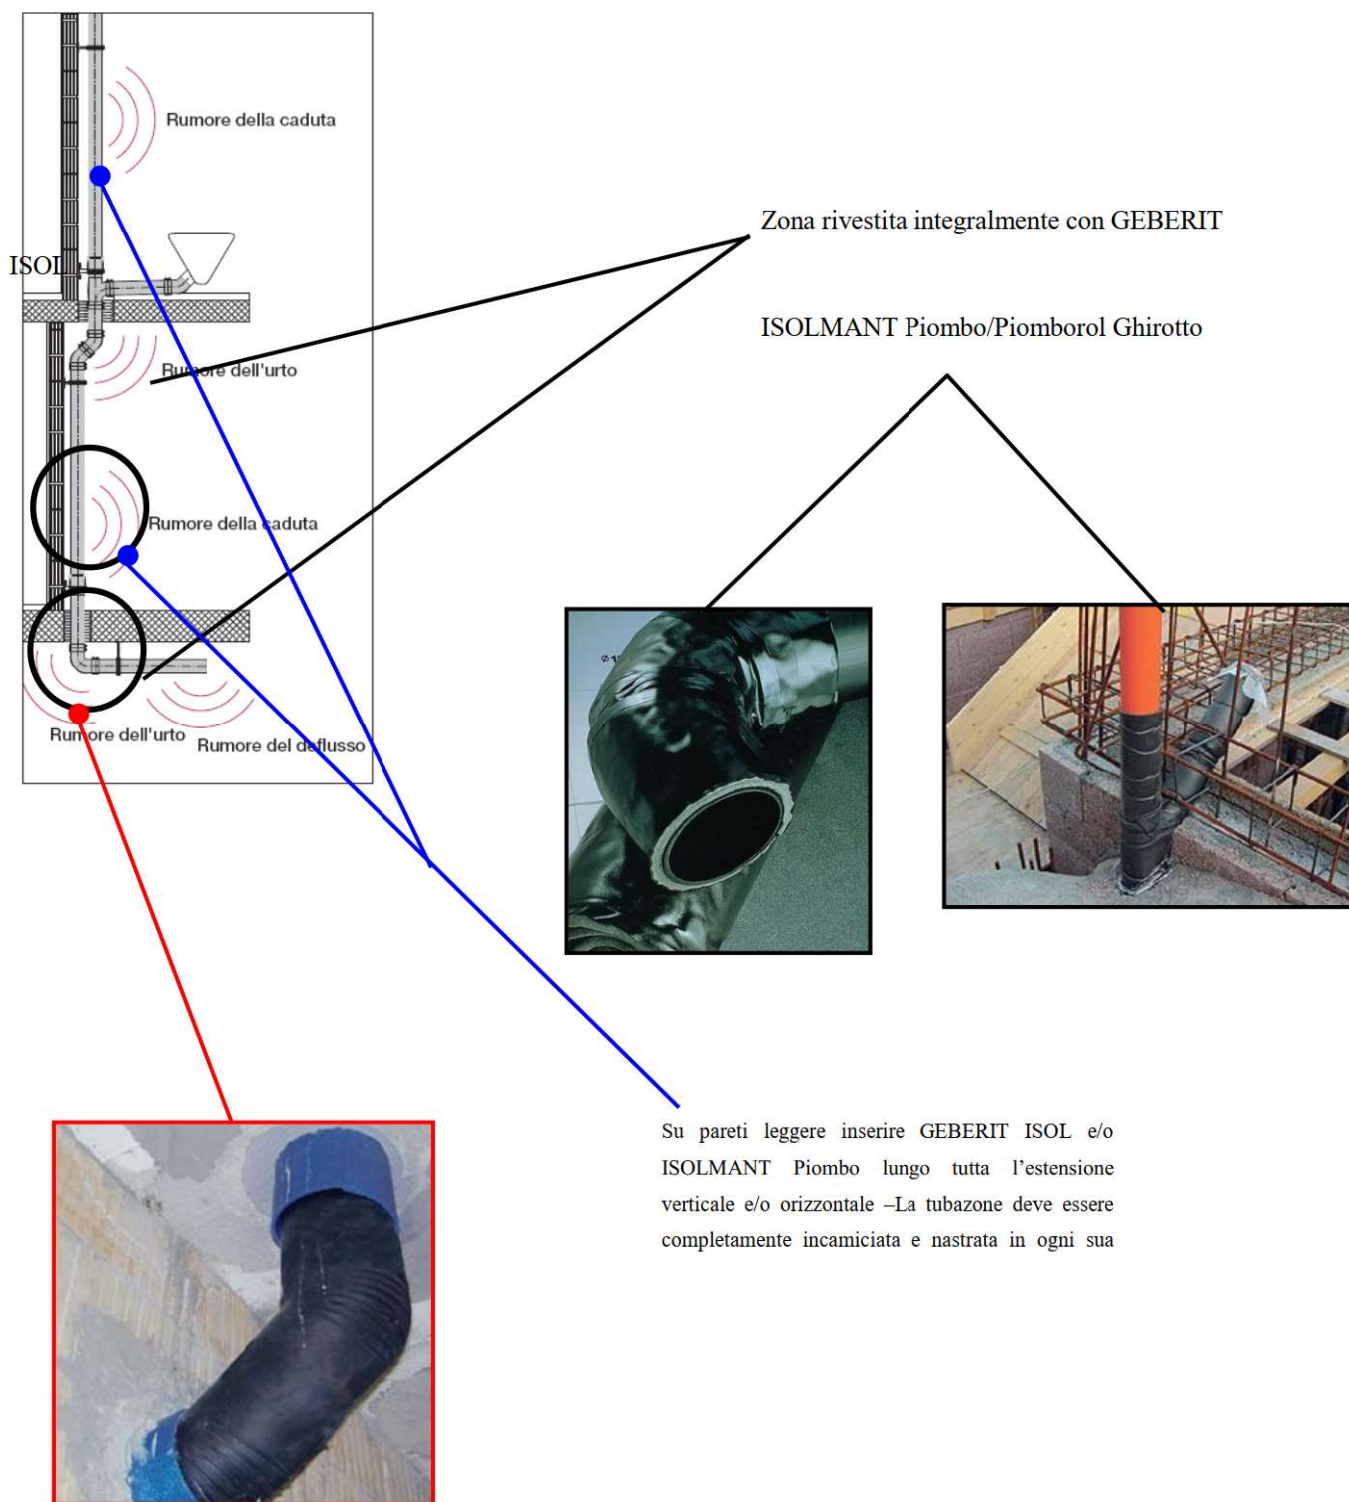 Rumore della caduta
Zona rivestita integralmente con GEBERIT
ISOL
ISOLMANT Piombo/Piomborol Ghirotto
Rumore dell'urto
Rumore della caduta
Rumore dell'urto
Rumore del deflusso
Su pareti leggere inserire GEBERIT ISOL e/o
ISOLMANT Piombo lungo tutta l’estensione
verticale e/o orizzontale –La tubazone deve essere
completamente incamiciata e nastrata in ogni sua